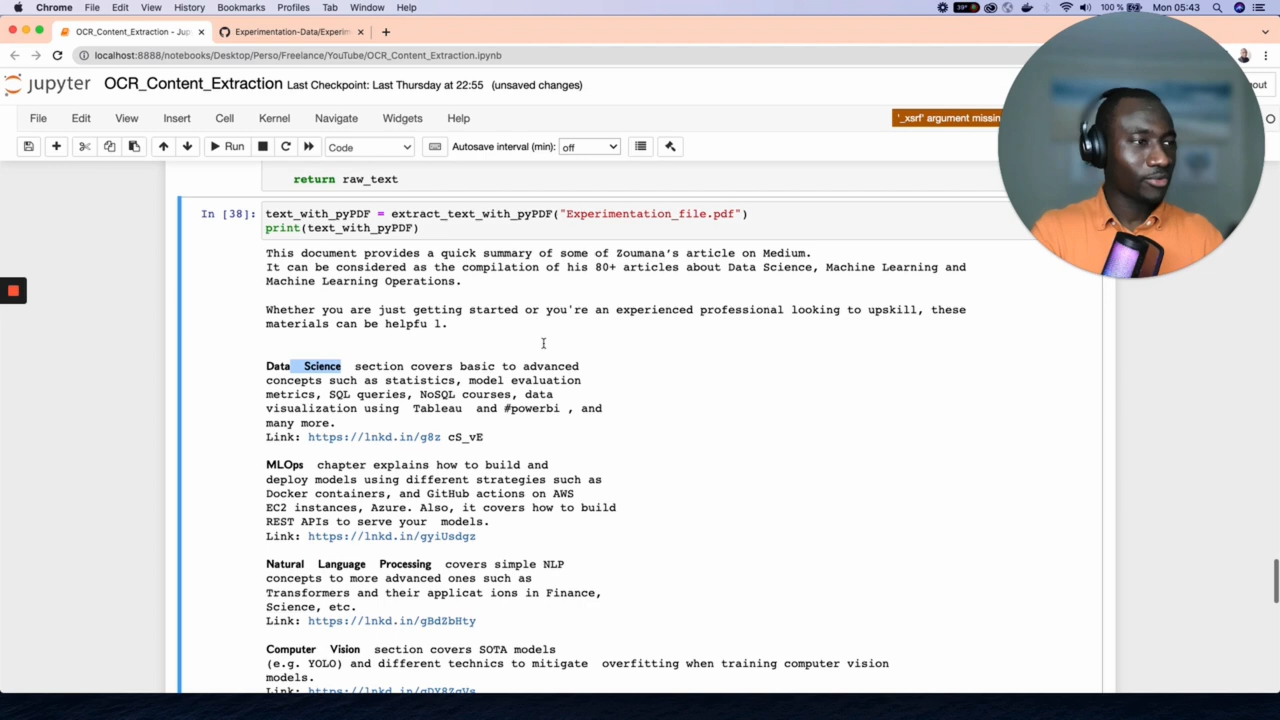 Chrome File Edit View History Bookmarks Profiles Tab Window Help 39° 100 % Mon 05:43
OCR_Content_Extraction - Jup Experimentation-Data/Experim
localhost:8888/notebooks/Desktop/Perso/Freelance/YouTube/OCR_Content_Extraction.ipynb
jupyter OCR_Content_Extraction Last Checkpoint: Last Thursday at 22:55 (unsaved changes)
File Edit View Insert Cell Kernel Navigate Widgets Help '_xsrf' argument missin
Run Code Autosave interval (min): off
return raw_text
In [38]: text_with_pyPDF = extract_text_with_pyPDF("Experimentation_file.pdf")
print(text_with_pyPDF)
This document provides a quick summary of some of Zoumana's article on Medium.
It can be considered as the compilation of his 80+ articles about Data Science, Machine Learning and
Machine Learning Operations.
Whether you are just getting started or you're an experienced professional looking to upskill, these
materials can be helpfu l.
Data Science section covers basic to advanced
concepts such as statistics, model evaluation
metrics, SQL queries, NoSQL courses, data
visualization using Tableau and #powerbi , and
many more.
Link: https://lnkd.in/g8z cS_vE
MLOps chapter explains how to build and
deploy models using different strategies such as
Docker containers, and GitHub actions on AWS
EC2 instances, Azure. Also, it covers how to build
REST APIs to serve your models.
Link: https://lnkd.in/gyiUsdgz
Natural Language Processing covers simple NLP
concepts to more advanced ones such as
Transformers and their applicat ions in Finance,
Science, etc.
Link: https://lnkd.in/gBdZbHty
Computer Vision section covers SOTA models
(e.g. YOLO) and different technics to mitigate overfitting when training computer vision
models.
Link: